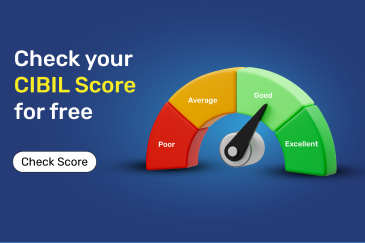 Check your
CIBIL Score
for free
Check Score
Poor
Average
Good
Excellent